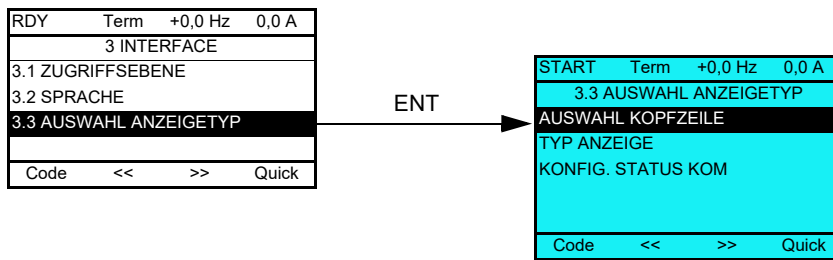 RDY Term +0,0 Hz 0,0 A
3 INTERFACE
3.1 ZUGRIFFSEBENE
3.2 SPRACHE
3.3 AUSWAHL ANZEIGETYP
Code << >> Quick
ENT
START Term +0,0 Hz 0,0 A
3.3 AUSWAHL ANZEIGETYP
AUSWAHL KOPFZEILE
TYP ANZEIGE
KONFIG. STATUS KOM
Code << >> Quick